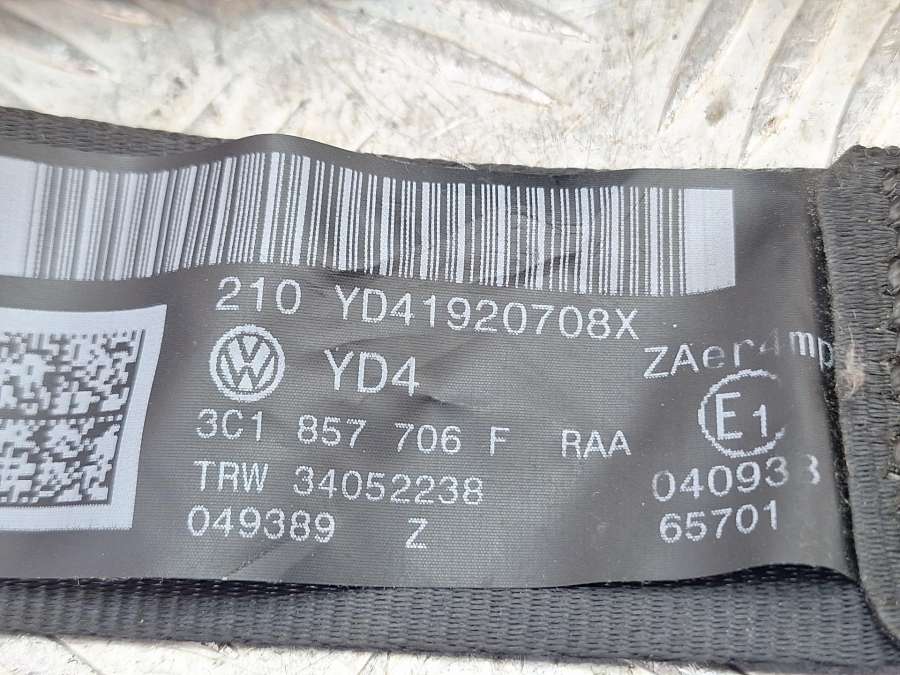 210 YD41920708X
YD4
ZAer4mp
3C1 857 706 F RAA
E1
TRW 34052238
040933
049389 Z
65701